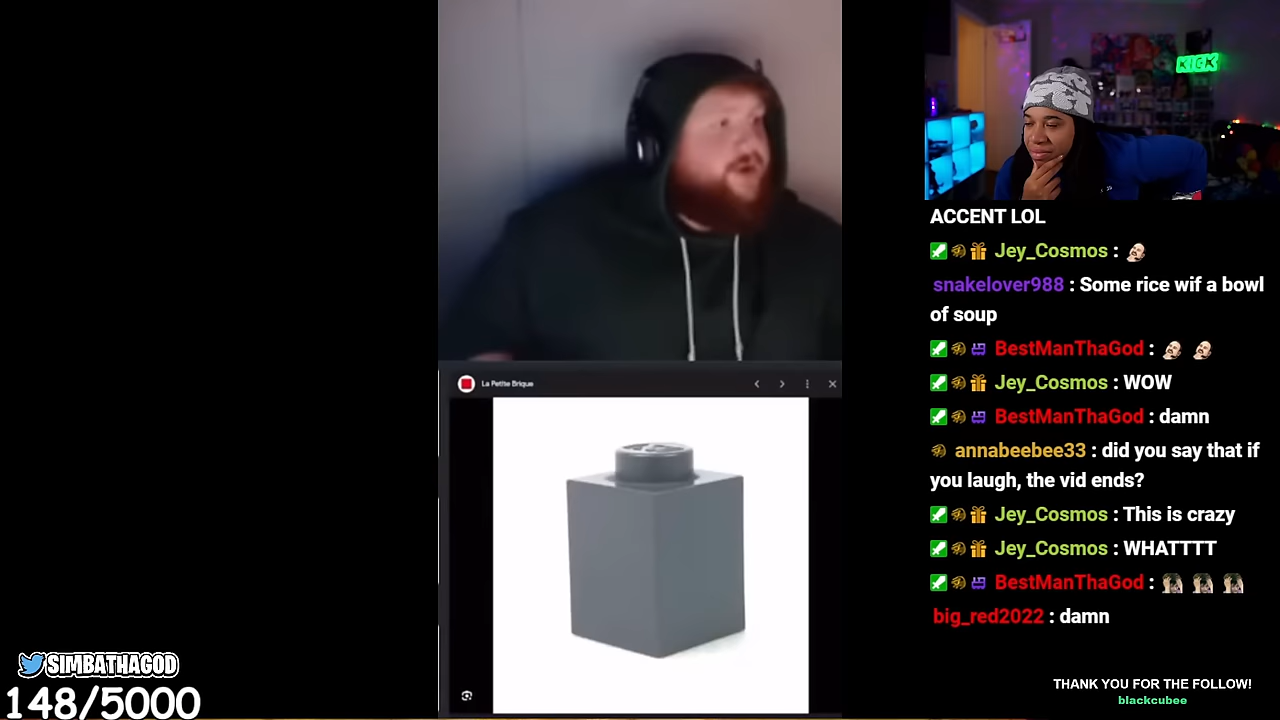 KICK
ACCENT LOL
Jey_Cosmos :
snakelover988 : Some rice wif a bowl
of soup
BestManThaGod :
Jey_Cosmos : WOW
BestManThaGod : damn
annabeebee33 : did you say that if
you laugh, the vid ends?
Jey_Cosmos : This is crazy
Jey_Cosmos : WHATTTT
BestManThaGod :
big_red2022 : damn
La Petite Brique
SIMBATHAGOD
148/5000
THANK YOU FOR THE FOLLOW!
blackcubee